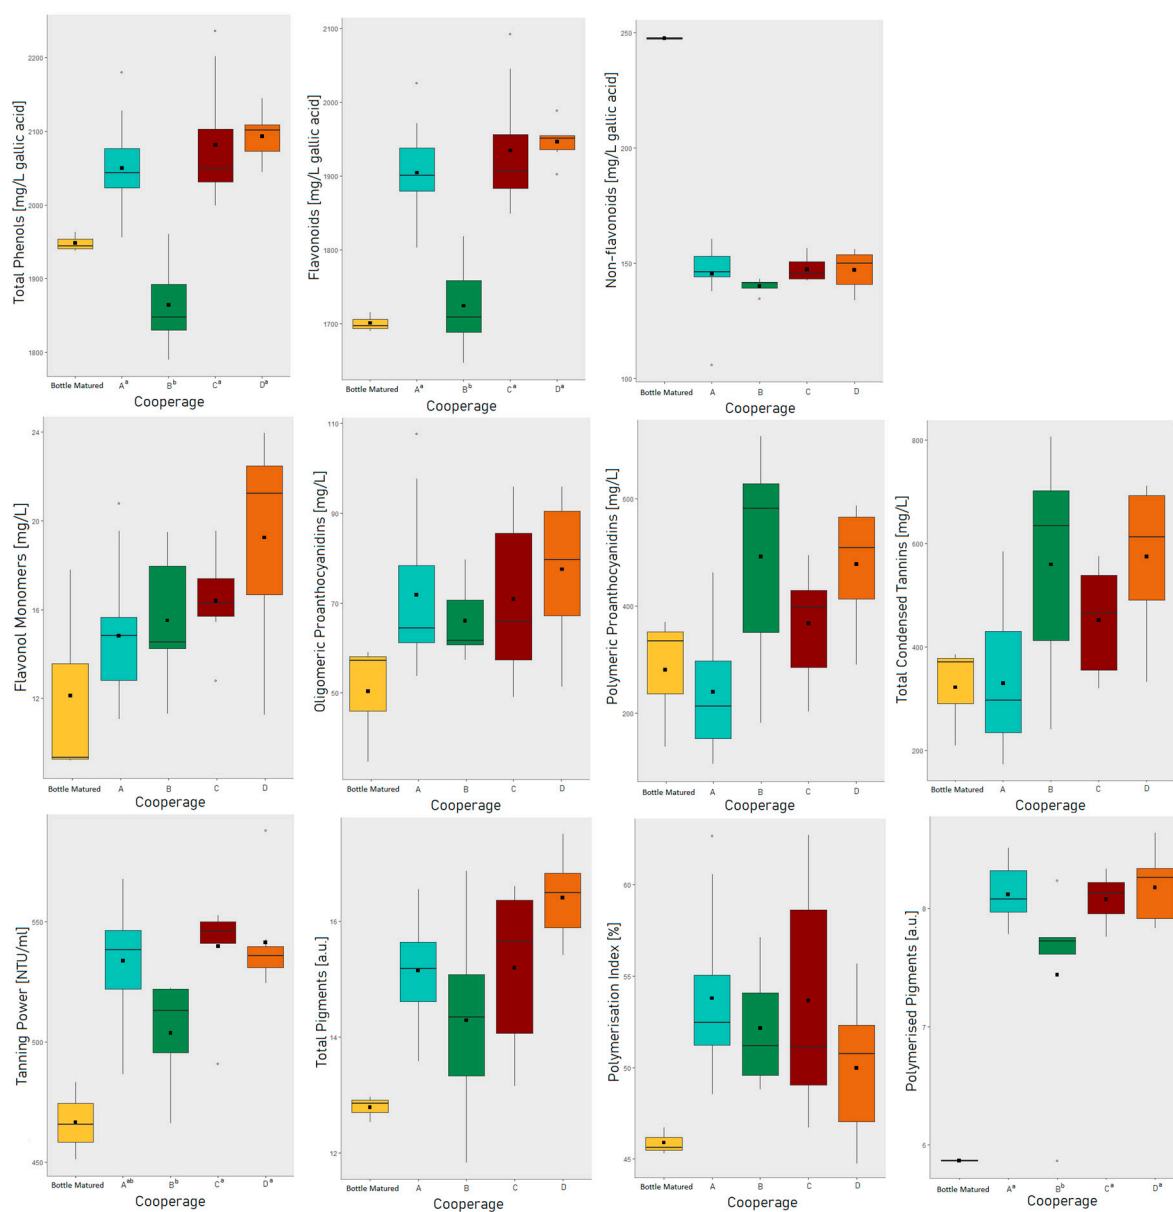 Total Phenols [mg/L gallic acid]
2200
2100
2000
1900
1800
Bottle Matured Aᵃ Bᵇ Cᵃ Dᵃ
Cooperage
Flavonoids [mg/L gallic acid]
2100
2000
1900
1800
1700
Bottle Matured Aᵃ Bᵇ Cᵃ Dᵃ
Cooperage
Non-flavonoids [mg/L gallic acid]
250
200
150
100
Bottle Matured A B C D
Cooperage
Flavonol Monomers [mg/L]
24
20
16
12
Bottle Matured A B C D
Cooperage
Oligomeric Proanthocyanidins [mg/L]
110
90
70
50
Bottle Matured A B C D
Cooperage
Polymeric Proanthocyanidins [mg/L]
600
400
200
Bottle Matured A B C D
Cooperage
Total Condensed Tannins [mg/L]
800
600
400
200
Bottle Matured A B C D
Cooperage
Tanning Power [NTU/ml]
550
500
450
Bottle Matured Aᵃᵇ Bᵇ Cᵃ Dᵃ
Cooperage
Total Pigments [a.u.]
16
14
12
Bottle Matured A B C D
Cooperage
Polymerisation Index [%]
60
55
50
45
Bottle Matured A B C D
Cooperage
Polymerised Pigments [a.u.]
8
7
6
Bottle Matured Aᵃ Bᵇ Cᵃ Dᵃ
Cooperage